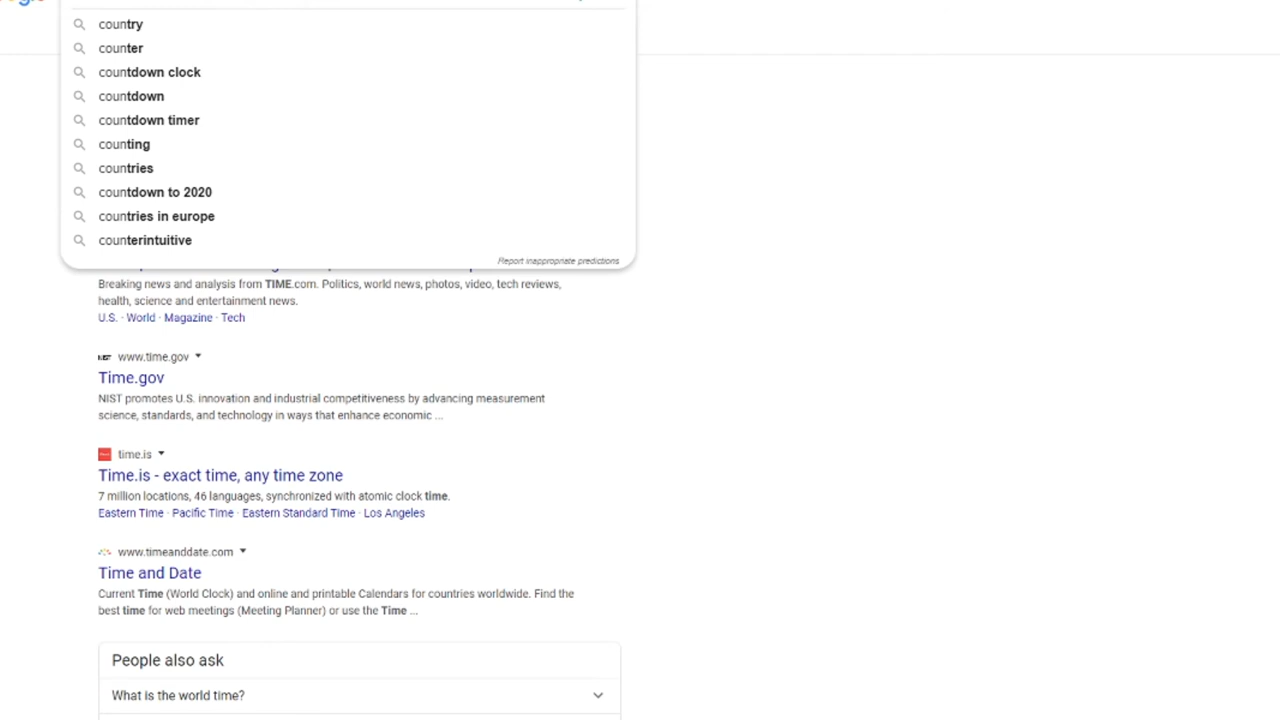 country
counter
countdown clock
countdown
countdown timer
counting
countries
countdown to 2020
countries in europe
counterintuitive
Report inappropriate predictions
Breaking news and analysis from TIME.com. Politics, world news, photos, video, tech reviews,
health, science and entertainment news.
U.S. · World · Magazine · Tech
NIST www.time.gov
Time.gov
NIST promotes U.S. innovation and industrial competitiveness by advancing measurement
science, standards, and technology in ways that enhance economic ...
time.is
Time.is - exact time, any time zone
7 million locations, 46 languages, synchronized with atomic clock time.
Eastern Time · Pacific Time · Eastern Standard Time · Los Angeles
www.timeanddate.com
Time and Date
Current Time (World Clock) and online and printable Calendars for countries worldwide. Find the
best time for web meetings (Meeting Planner) or use the Time ...
People also ask
What is the world time?